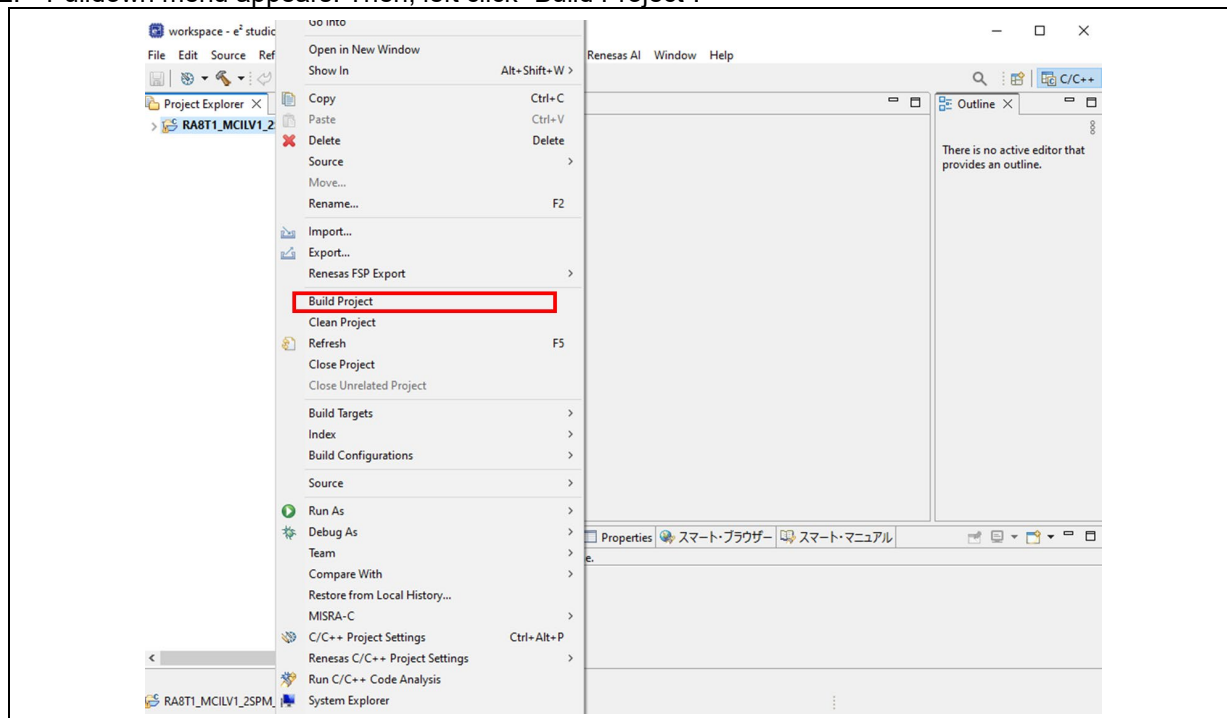 2. Pulldown menu appears. Then, left click "Build Project".
workspace - e² studio
File Edit Source Ref
Renesas AI Window Help
C/C++
Project Explorer
RA8T1_MCILV1_2S
Go Into
Open in New Window
Show In Alt+Shift+W >
Copy Ctrl+C
Paste Ctrl+V
Delete Delete
Source >
Move...
Rename... F2
Import...
Export...
Renesas FSP Export >
Build Project
Clean Project
Refresh F5
Close Project
Close Unrelated Project
Build Targets >
Index >
Build Configurations >
Source >
Run As >
Debug As >
Team >
Compare With >
Restore from Local History...
MISRA-C >
C/C++ Project Settings Ctrl+Alt+P
Renesas C/C++ Project Settings >
Run C/C++ Code Analysis
System Explorer
Outline
There is no active editor that
provides an outline.
Properties スマート・ブラウザー スマート・マニュアル
e.
RA8T1_MCILV1_2SPM_